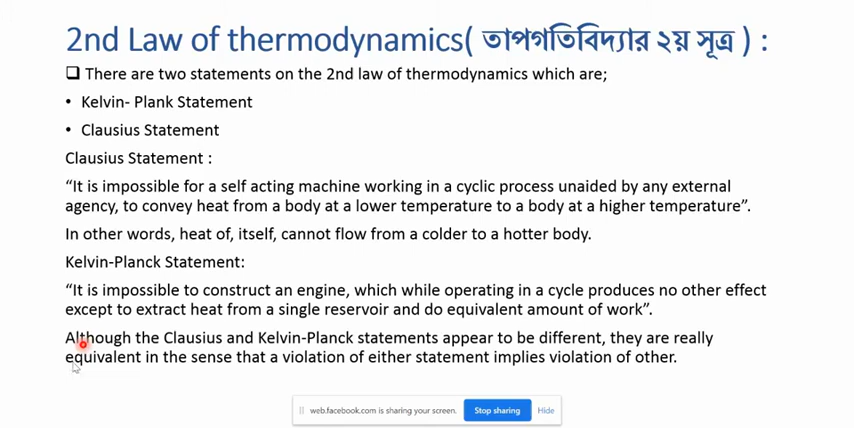 2nd Law of thermodynamics( তাপগতিবিদ্যার ২য় সূত্র ) :
There are two statements on the 2nd law of thermodynamics which are;
• Kelvin- Plank Statement
• Clausius Statement
Clausius Statement :
“It is impossible for a self acting machine working in a cyclic process unaided by any external
agency, to convey heat from a body at a lower temperature to a body at a higher temperature”.
In other words, heat of, itself, cannot flow from a colder to a hotter body.
Kelvin-Planck Statement:
“It is impossible to construct an engine, which while operating in a cycle produces no other effect
except to extract heat from a single reservoir and do equivalent amount of work”.
Although the Clausius and Kelvin-Planck statements appear to be different, they are really
equivalent in the sense that a violation of either statement implies violation of other.
web.facebook.com is sharing your screen. Stop sharing Hide